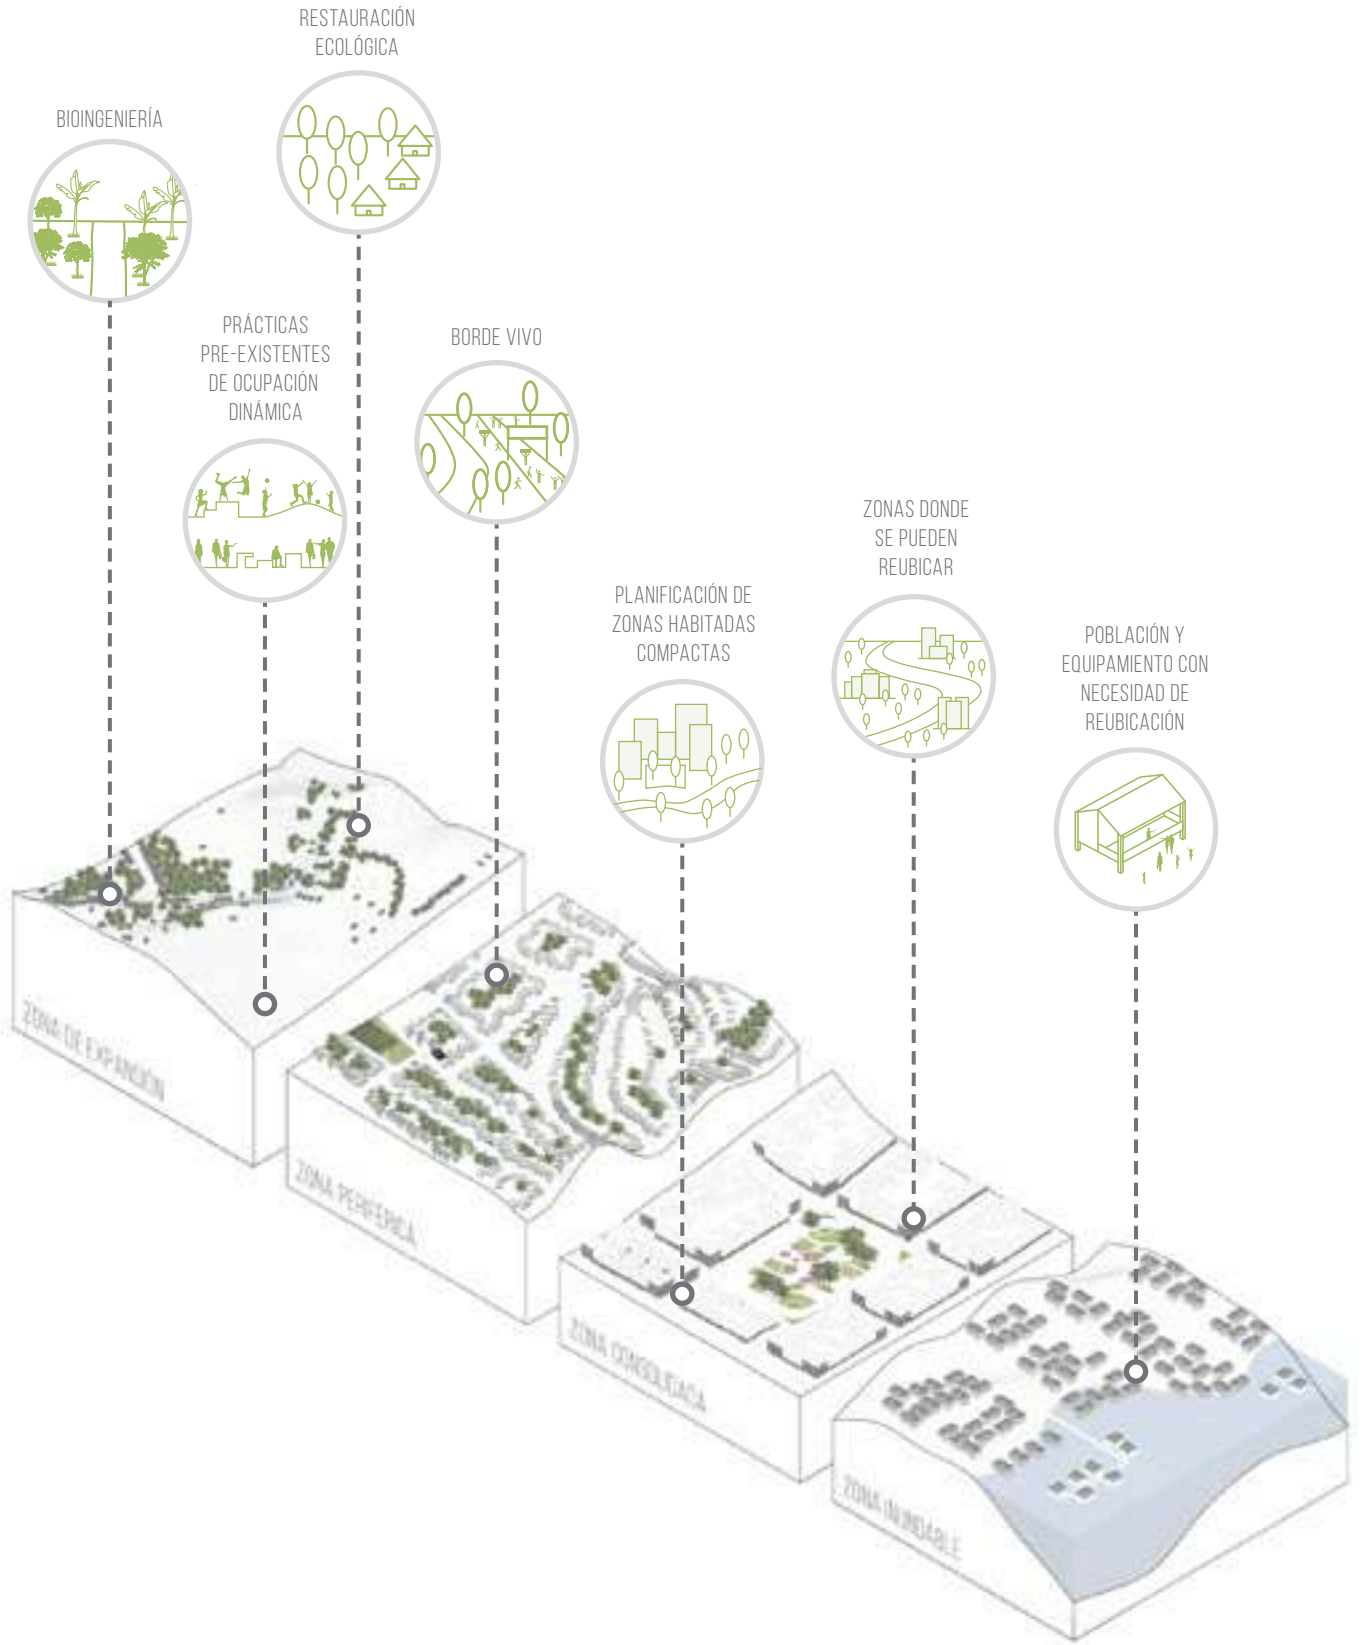 RESTAURACIÓN
ECOLÓGICA
BIOINGENIERÍA
PRÁCTICAS
PRE-EXISTENTES
DE OCUPACIÓN
DINÁMICA
BORDE VIVO
ZONAS DONDE
SE PUEDEN
REUBICAR
PLANIFICACIÓN DE
ZONAS HABITADAS
COMPACTAS
POBLACIÓN Y
EQUIPAMIENTO CON
NECESIDAD DE
REUBICACIÓN
ZONA DE EXPANSIÓN
ZONA PERIFÉRICA
ZONA CONSOLIDADA
ZONA INUNDABLE